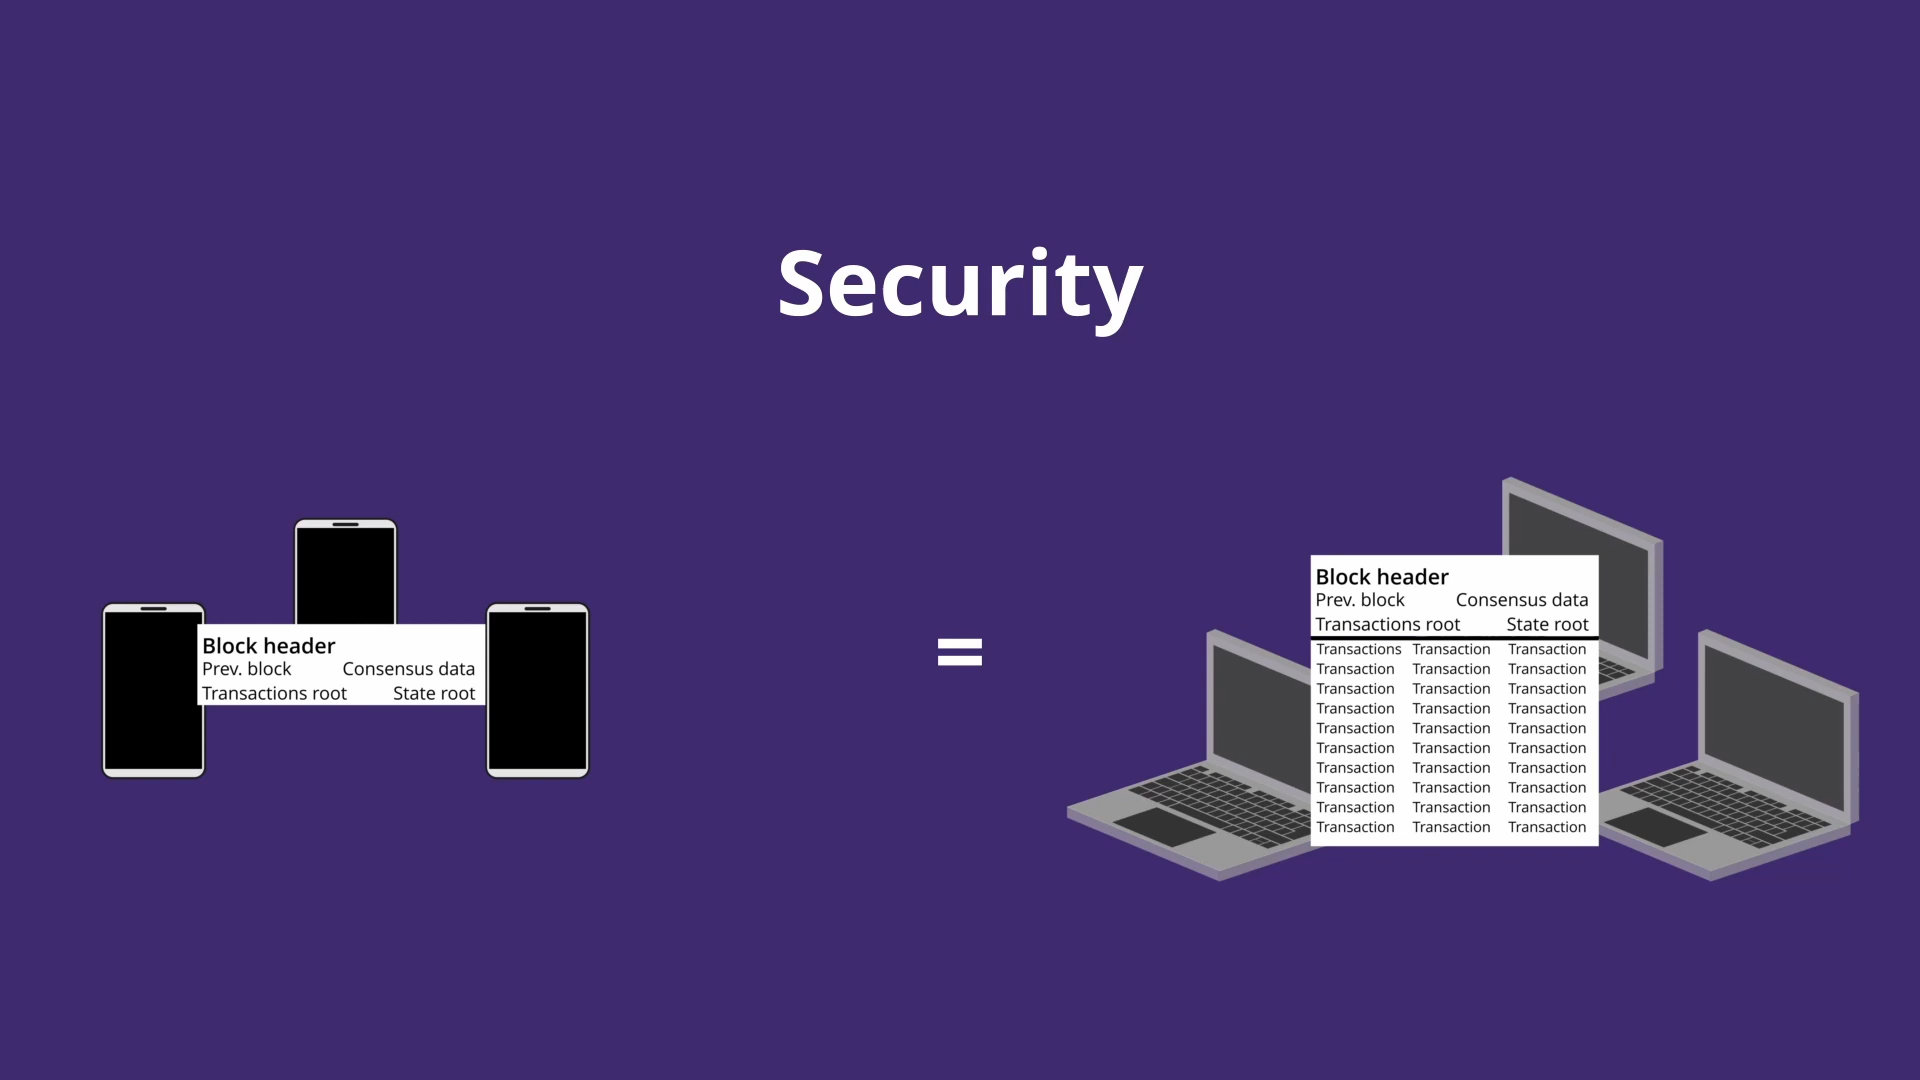 Security
Block header
Prev. block Consensus data
Transactions root State root
=
Block header
Prev. block Consensus data
Transactions root State root
Transactions Transaction Transaction
Transaction Transaction Transaction
Transaction Transaction Transaction
Transaction Transaction Transaction
Transaction Transaction Transaction
Transaction Transaction Transaction
Transaction Transaction Transaction
Transaction Transaction Transaction
Transaction Transaction Transaction
Transaction Transaction Transaction